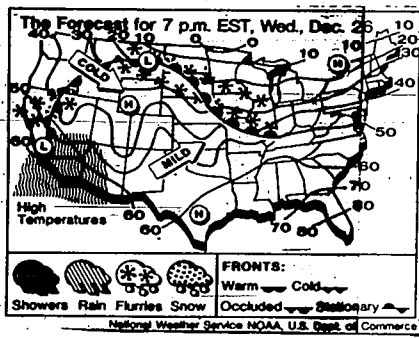 The Forecast for 7 p.m. EST, Wed., Dec. 26
40 30 20 10 0 0 10 10 10
20
30
40
COLD
L
H
H
50
50
60
L
MILD
60
70
80
High
Temperatures
60
60
H
70
80
Showers Rain Flurries Snow
FRONTS:
Warm Cold
Occluded Stationary
National Weather Service NOAA, U.S. Dept. of Commerce